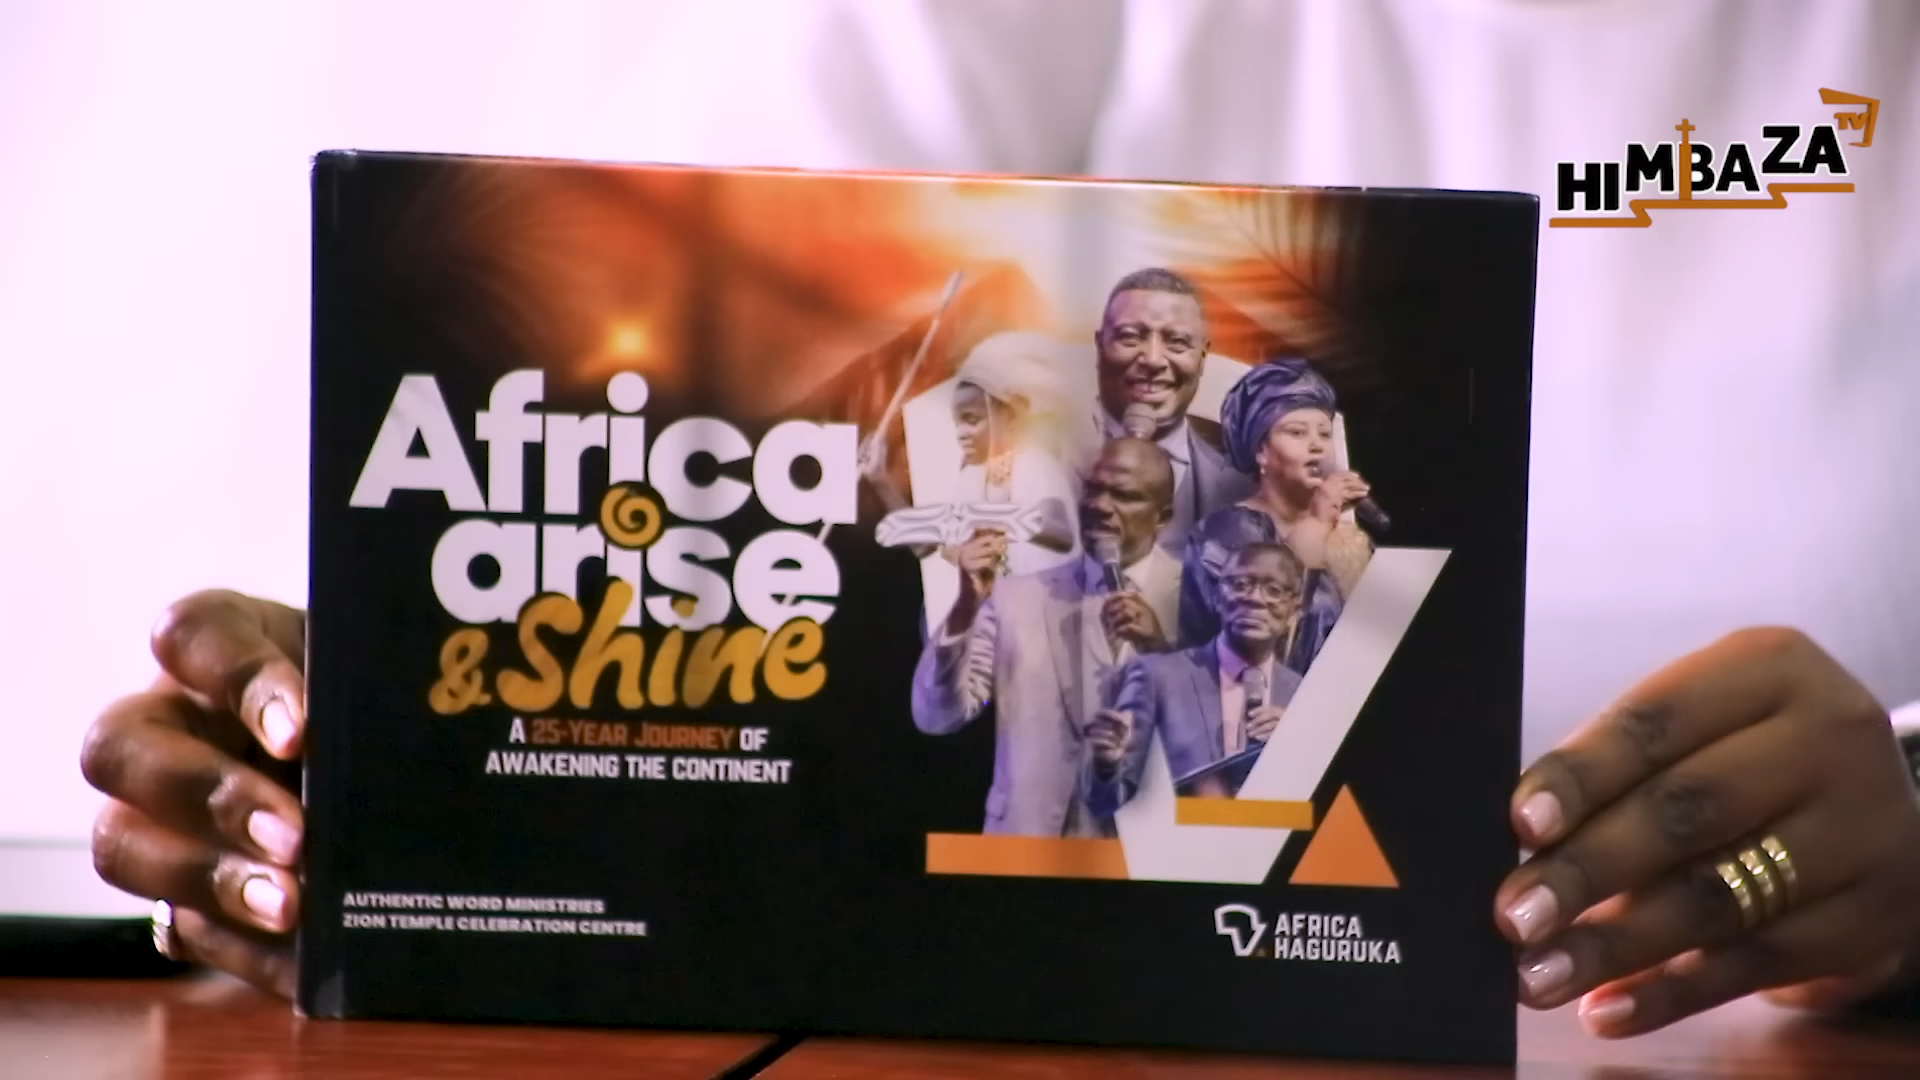 HIMBAZA
TV
Africa
arise
& Shine
A 25-YEAR JOURNEY OF
AWAKENING THE CONTINENT
AUTHENTIC WORD MINISTRIES
ZION TEMPLE CELEBRATION CENTRE
AFRICA
HAGURUKA